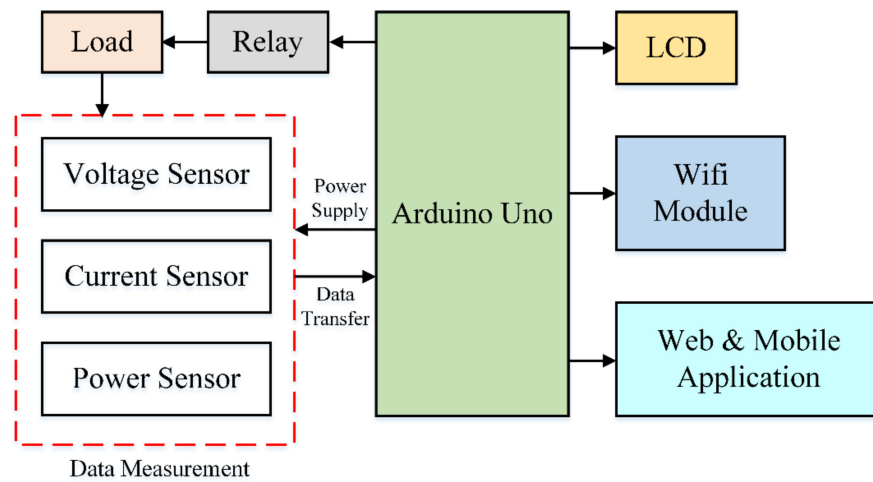 Load
Relay
LCD
Voltage Sensor
Current Sensor
Power Sensor
Data Measurement
Power
Supply
Data
Transfer
Arduino Uno
Wifi
Module
Web & Mobile
Application